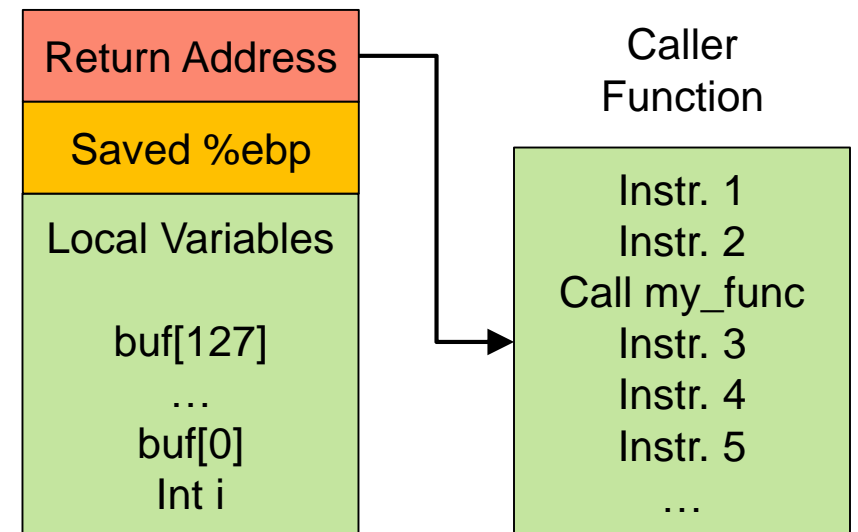 Return Address
Saved %ebp
Local Variables
buf[127]
…
buf[0]
Int i
Caller
Function
Instr. 1
Instr. 2
Call my_func
Instr. 3
Instr. 4
Instr. 5
…